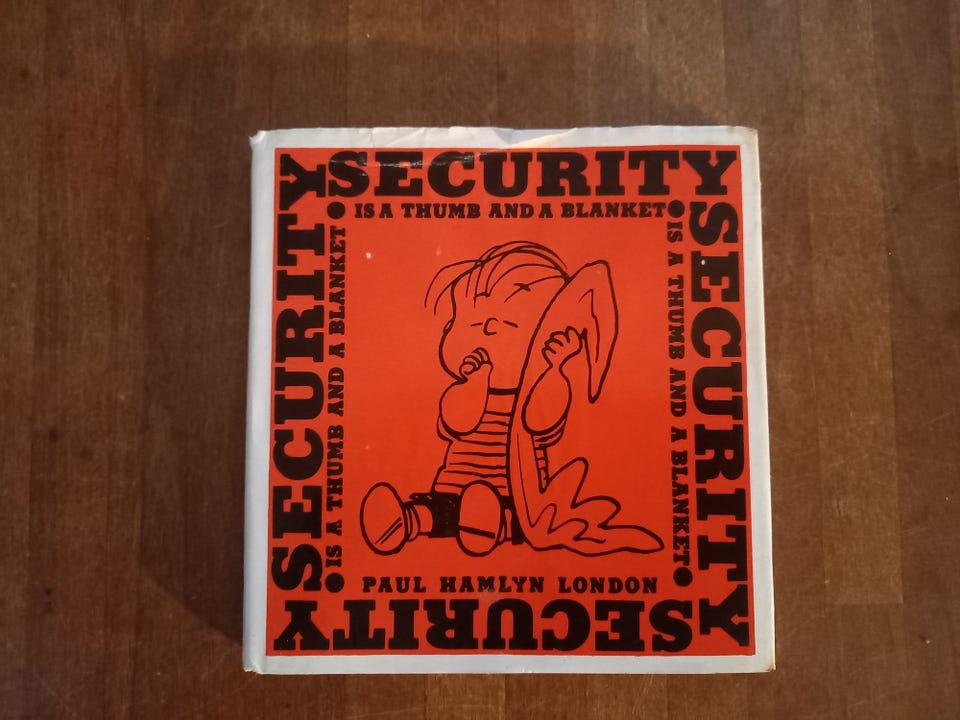 SECURITY
IS A THUMB AND A BLANKET
SECURITY
IS A THUMB AND A BLANKET
SECURITY
IS A THUMB AND A BLANKET
PAUL HAMLYN LONDON
SECURITY